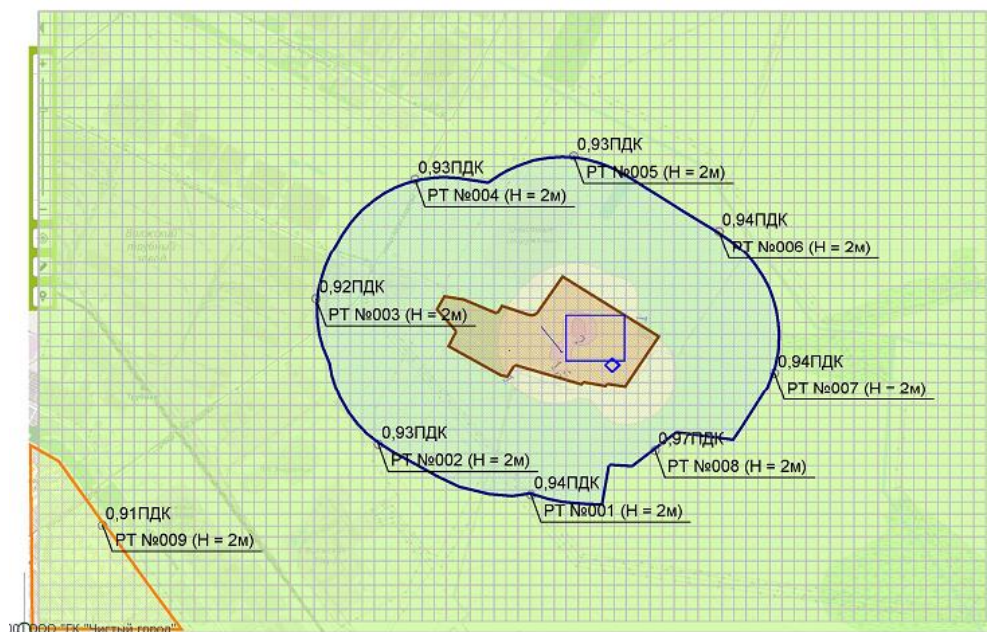 0,93ПДК
РТ №005 (Н = 2м)
0,93ПДК
РТ №004 (Н = 2м)
0,94ПДК
РТ №006 (Н = 2м)
0,92ПДК
РТ №003 (Н = 2м)
0,94ПДК
РТ №007 (Н = 2м)
0,93ПДК
РТ №002 (Н = 2м)
0,97ПДК
РТ №008 (Н = 2м)
0,94ПДК
РТ №001 (Н = 2м)
0,91ПДК
РТ №009 (Н = 2м)
ООО "ГК "Чистый город"